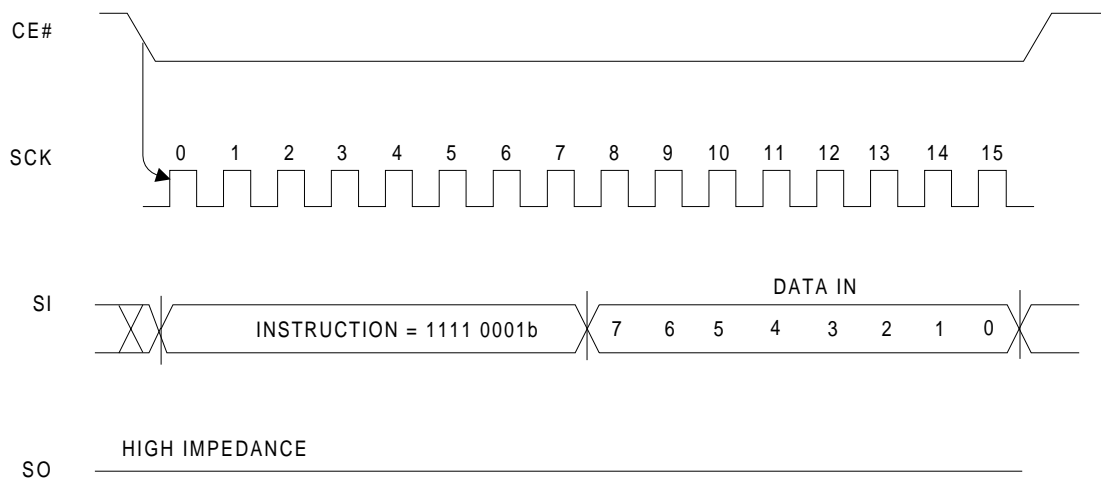 CE#
SCK
0 1 2 3 4 5 6 7 8 9 10 11 12 13 14 15
DATA IN
SI
INSTRUCTION = 1111 0001b 7 6 5 4 3 2 1 0
HIGH IMPEDANCE
SO